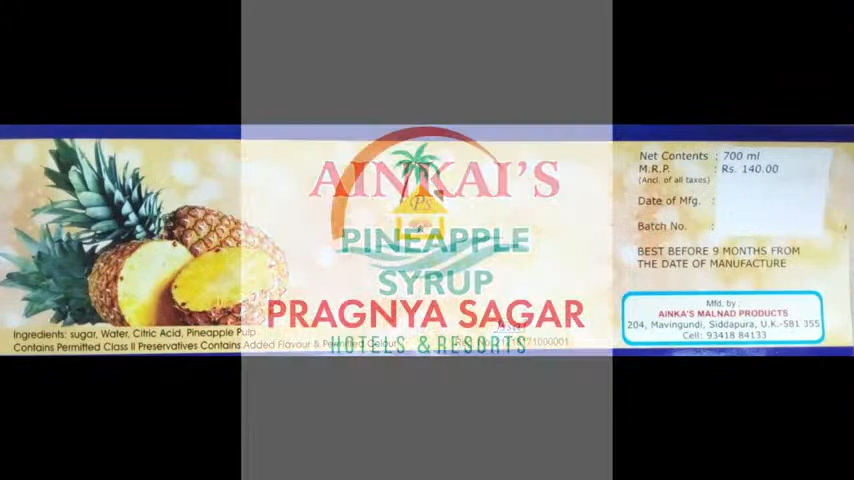 AINKAI'S
PINEAPPLE
SYRUP
PS
PRAGNYA SAGAR
HOTELS & RESORTS
Ingredients: sugar, Water, Citric Acid, Pineapple Pulp.
Contains Permitted Class II Preservatives Contains Added Flavour & Permitted Colour
Net Contents : 700 ml
M.R.P. : Rs. 140.00
(Ancl. of all taxes)
Date of Mfg. :
Batch No. :
BEST BEFORE 9 MONTHS FROM
THE DATE OF MANUFACTURE
Mfd. by :
AINKA'S MALNAD PRODUCTS
204, Mavingundi, Siddapura, U.K.-581 355
Cell: 93418 84133